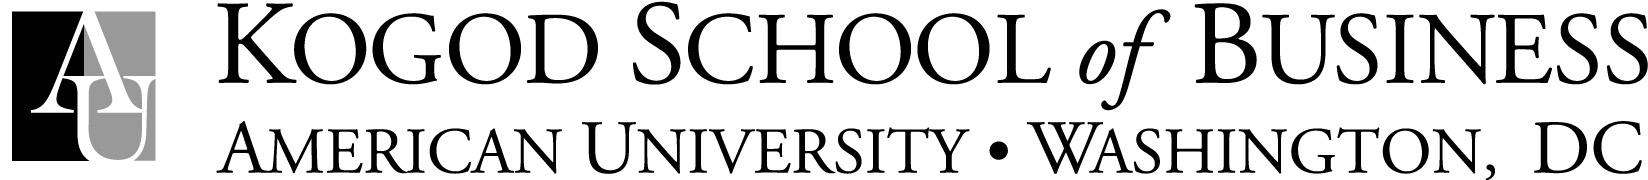 AU
KOGOD SCHOOL of BUSINESS
AMERICAN UNIVERSITY • WASHINGTON, DC